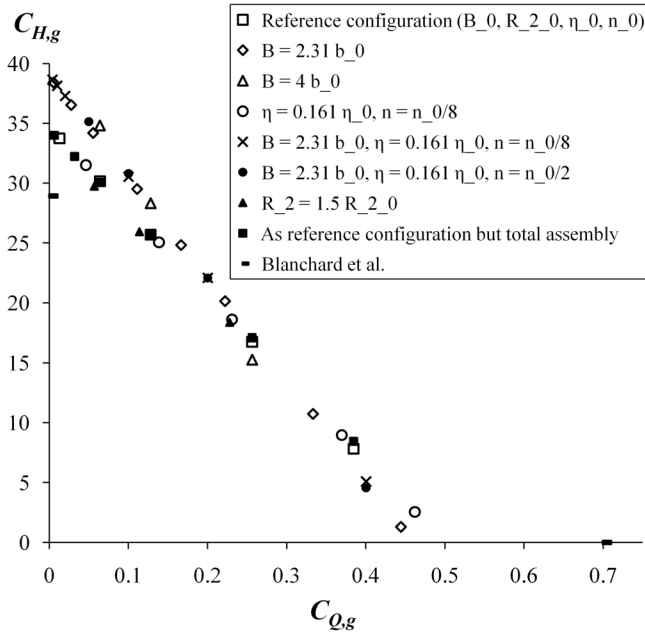 C_H,g
Reference configuration (B_0, R_2_0, η_0, n_0)
B = 2.31 b_0
B = 4 b_0
η = 0.161 η_0, n = n_0/8
B = 2.31 b_0, η = 0.161 η_0, n = n_0/8
B = 2.31 b_0, η = 0.161 η_0, n = n_0/2
R_2 = 1.5 R_2_0
As reference configuration but total assembly
Blanchard et al.
40
35
30
25
20
15
10
5
0
0 0.1 0.2 0.3 0.4 0.5 0.6 0.7
C_Q,g